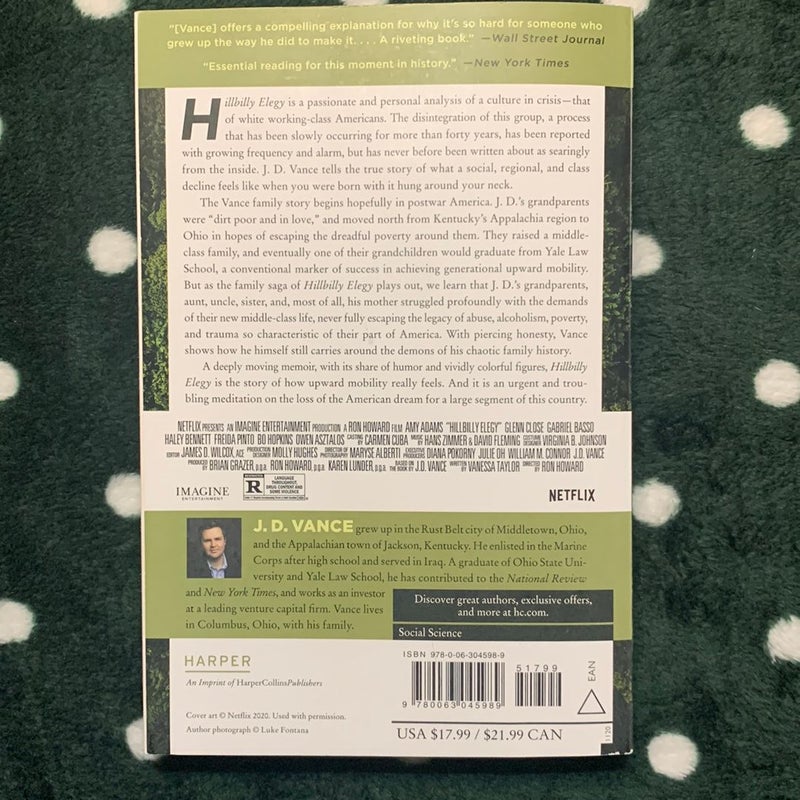 "[Vance] offers a compelling explanation for why it's so hard for someone who
grew up the way he did to make it. . . . A riveting book." —Wall Street Journal
"Essential reading for this moment in history." —New York Times
Hillbilly Elegy is a passionate and personal analysis of a culture in crisis—that
of white working-class Americans. The disintegration of this group, a process
that has been slowly occurring for more than forty years, has been reported
with growing frequency and alarm, but has never before been written about as searingly
from the inside. J. D. Vance tells the true story of what a social, regional, and class
decline feels like when you were born with it hung around your neck.
The Vance family story begins hopefully in postwar America. J. D.'s grandparents
were "dirt poor and in love," and moved north from Kentucky's Appalachia region to
Ohio in hopes of escaping the dreadful poverty around them. They raised a middle-
class family, and eventually one of their grandchildren would graduate from Yale Law
School, a conventional marker of success in achieving generational upward mobility.
But as the family saga of Hillbilly Elegy plays out, we learn that J. D.'s grandparents,
aunt, uncle, sister, and, most of all, his mother struggled profoundly with the demands
of their new middle-class life, never fully escaping the legacy of abuse, alcoholism, poverty,
and trauma so characteristic of their part of America. With piercing honesty, Vance
shows how he himself still carries around the demons of his chaotic family history.
A deeply moving memoir, with its share of humor and vividly colorful figures, Hillbilly
Elegy is the story of how upward mobility really feels. And it is an urgent and trou-
bling meditation on the loss of the American dream for a large segment of this country.
NETFLIX PRESENTS AN IMAGINE ENTERTAINMENT PRODUCTION A RON HOWARD FILM AMY ADAMS "HILLBILLY ELEGY" GLENN CLOSE GABRIEL BASSO
HALEY BENNETT FREIDA PINTO BO HOPKINS OWEN ASZTALOS CASTING BY CARMEN CUBA MUSIC BY HANS ZIMMER & DAVID FLEMING COSTUME DESIGNER VIRGINIA B. JOHNSON
EDITOR JAMES D. WILCOX, ACE PRODUCTION DESIGNER MOLLY HUGHES DIRECTOR OF PHOTOGRAPHY MARYSE ALBERTI EXECUTIVE PRODUCERS DIANA POKORNY JULIE OH WILLIAM M. CONNOR J.D. VANCE
PRODUCED BY BRIAN GRAZER, p.g.a. RON HOWARD, p.g.a. KAREN LUNDER, p.g.a. BASED ON THE BOOK BY J.D. VANCE WRITTEN BY VANESSA TAYLOR DIRECTED BY RON HOWARD
IMAGINE
ENTERTAINMENT
R RESTRICTED
LANGUAGE
THROUGHOUT,
DRUG CONTENT AND
SOME VIOLENCE
NETFLIX
J. D. VANCE grew up in the Rust Belt city of Middletown, Ohio,
and the Appalachian town of Jackson, Kentucky. He enlisted in the Marine
Corps after high school and served in Iraq. A graduate of Ohio State Uni-
versity and Yale Law School, he has contributed to the National Review
and New York Times, and works as an investor
at a leading venture capital firm. Vance lives
in Columbus, Ohio, with his family.
Discover great authors, exclusive offers,
and more at hc.com.
Social Science
HARPER
An Imprint of HarperCollinsPublishers
Cover art © Netflix 2020. Used with permission.
Author photograph © Luke Fontana
ISBN 978-0-06-304598-9
51799
9 780063 045989
EAN
USA $17.99 / $21.99 CAN
1120